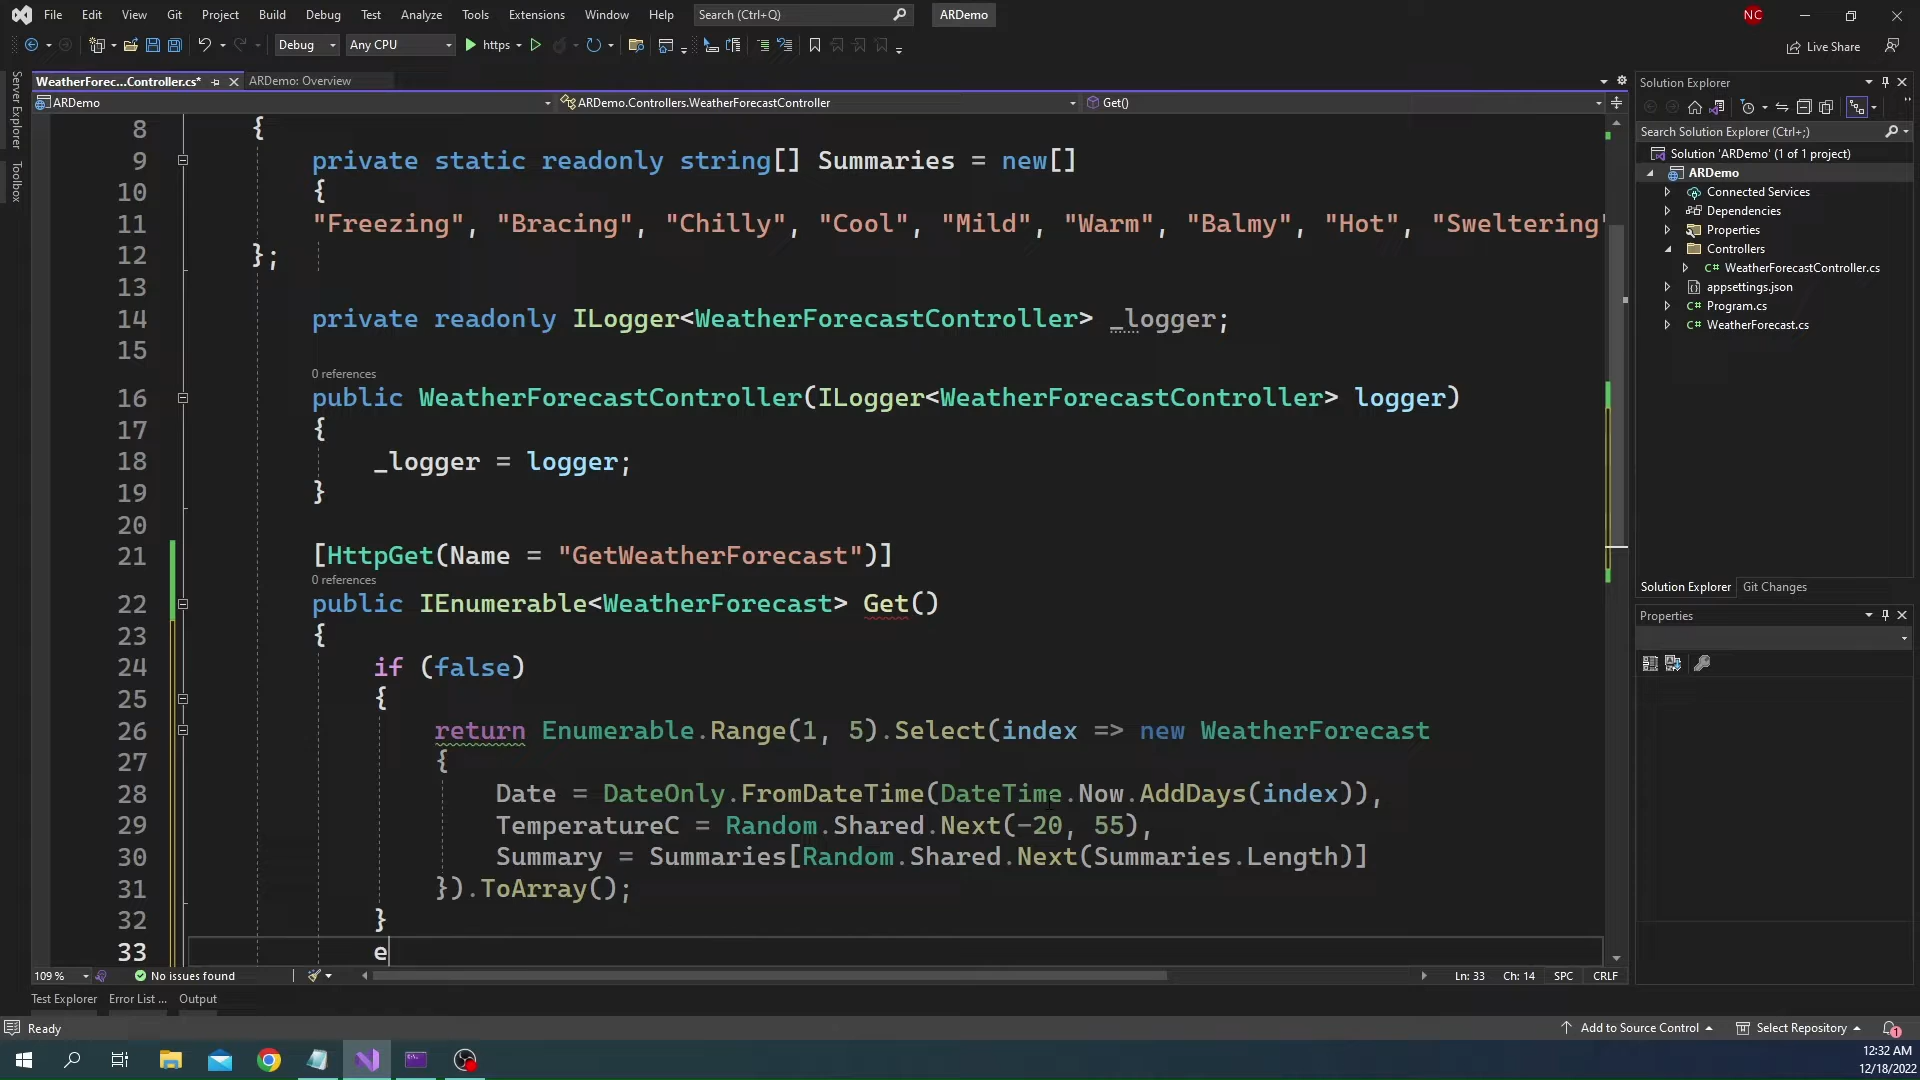 File Edit View Git Project Build Debug Test Analyze Tools Extensions Window Help Search (Ctrl+Q) ARDemo NC
Debug Any CPU https Live Share
WeatherForec...Controller.cs* ARDemo: Overview
ARDemo ARDemo.Controllers.WeatherForecastController Get()
Server Explorer
Toolbox
8 {
9 private static readonly string[] Summaries = new[]
10 {
11 "Freezing", "Bracing", "Chilly", "Cool", "Mild", "Warm", "Balmy", "Hot", "Sweltering"
12 };
13
14 private readonly ILogger<WeatherForecastController> _logger;
15
0 references
16 public WeatherForecastController(ILogger<WeatherForecastController> logger)
17 {
18 _logger = logger;
19 }
20
21 [HttpGet(Name = "GetWeatherForecast")]
0 references
22 public IEnumerable<WeatherForecast> Get()
23 {
24 if (false)
25 {
26 return Enumerable.Range(1, 5).Select(index => new WeatherForecast
27 {
28 Date = DateOnly.FromDateTime(DateTime.Now.AddDays(index)),
29 TemperatureC = Random.Shared.Next(-20, 55),
30 Summary = Summaries[Random.Shared.Next(Summaries.Length)]
31 }).ToArray();
32 }
33 e
109 % No issues found Ln: 33 Ch: 14 SPC CRLF
Test Explorer Error List ... Output
Solution Explorer
Search Solution Explorer (Ctrl+;)
Solution 'ARDemo' (1 of 1 project)
ARDemo
Connected Services
Dependencies
Properties
Controllers
C# WeatherForecastController.cs
appsettings.json
C# Program.cs
C# WeatherForecast.cs
Solution Explorer Git Changes
Properties
Ready Add to Source Control Select Repository 1
12:32 AM
12/18/2022